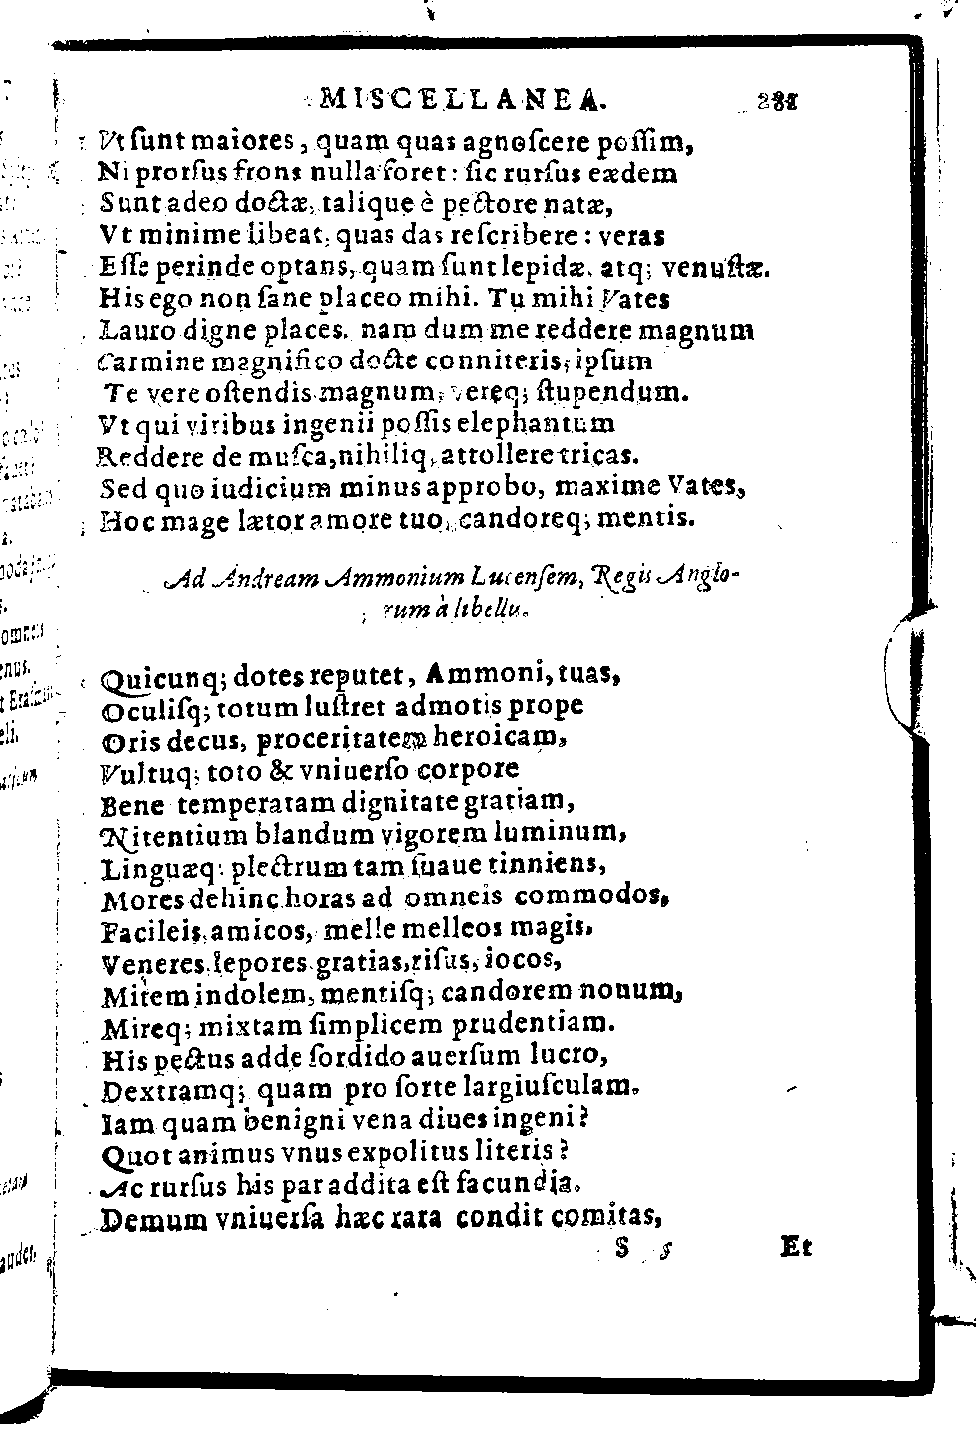 MISCELLANEA. 281
Vt ſunt maiores, quam quas agnoſcere poſſim,
Ni prorſus frons nulla foret: ſic rurſus eædem
Sunt adeo doctæ, talique è pectore natæ,
Vt minime libeat, quas das reſcribere: veras
Eſſe perinde optans, quam ſunt lepidæ, atq; venuſtæ.
His ego non ſane placeo mihi. Tu mihi Vates
Lauro digne places. nam dum me reddere magnum
Carmine magnifico docte conniteris, ipſum
Te vere oſtendis magnum, vereq; ſtupendum.
Vt qui viribus ingenii poſſis elephantum
Reddere de muſca, nihiliq, attollere tricas.
Sed quo iudicium minus approbo, maxime Vates,
Hoc mage lætor amore tuo, candoreq; mentis.
Ad Andream Ammonium Lucenſem, Regis Anglo-
rum à libellu.
Quicunq; dotes reputet, Ammoni, tuas,
Oculiſq; totum luſtret admotis prope
Oris decus, proceritatem heroicam,
Vultuq; toto & vniuerſo corpore
Bene temperatam dignitate gratiam,
Nitentium blandum vigorem luminum,
Linguæq; plectrum tam ſuaue tinniens,
Mores dehinc horas ad omneis commodos,
Facileis, amicos, melle melleos magis,
Veneres, lepores, gratias, riſus, iocos,
Mitem indolem, mentiſq; candorem nouum,
Mireq; mixtam ſimplicem prudentiam.
His pectus adde ſordido auerſum lucro,
Dextramq; quam pro ſorte largiuſculam.
Iam quam benigni vena diues ingeni?
Quot animus vnus expolitus literis?
Ac rurſus his par addita eſt facundia.
Demum vniuerſa hæc rara condit comitas,
S s Et